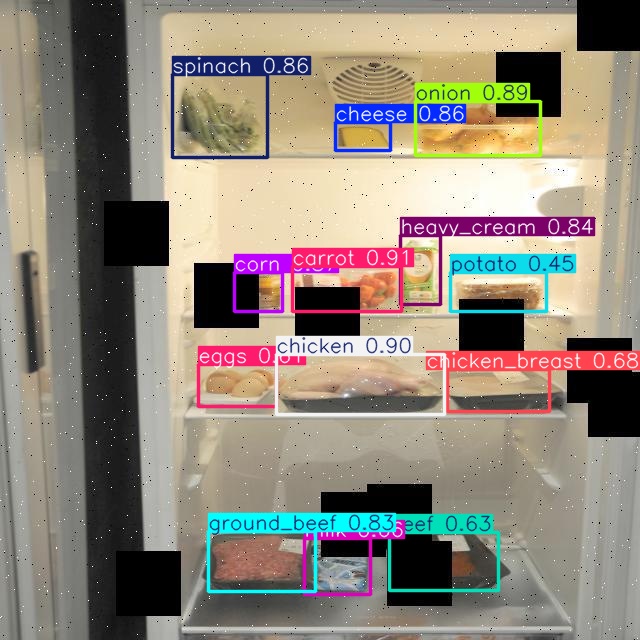 spinach 0.86
onion 0.89
cheese 0.86
heavy_cream 0.84
carrot 0.91
corn
potato 0.45
chicken 0.90
chicken_breast 0.68
eggs
ground_beef 0.83
0.63